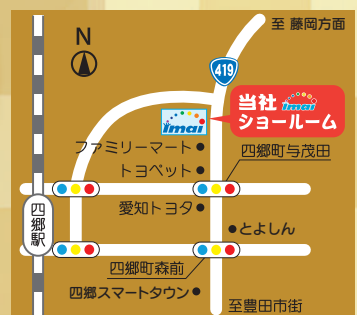 至 藤岡方面
N
419
当社 imai
ショールーム
imai
ファミリーマート
四郷町与茂田
トヨペット
四郷駅
愛知トヨタ
とよしん
四郷町森前
四郷スマートタウン
至豊田市街